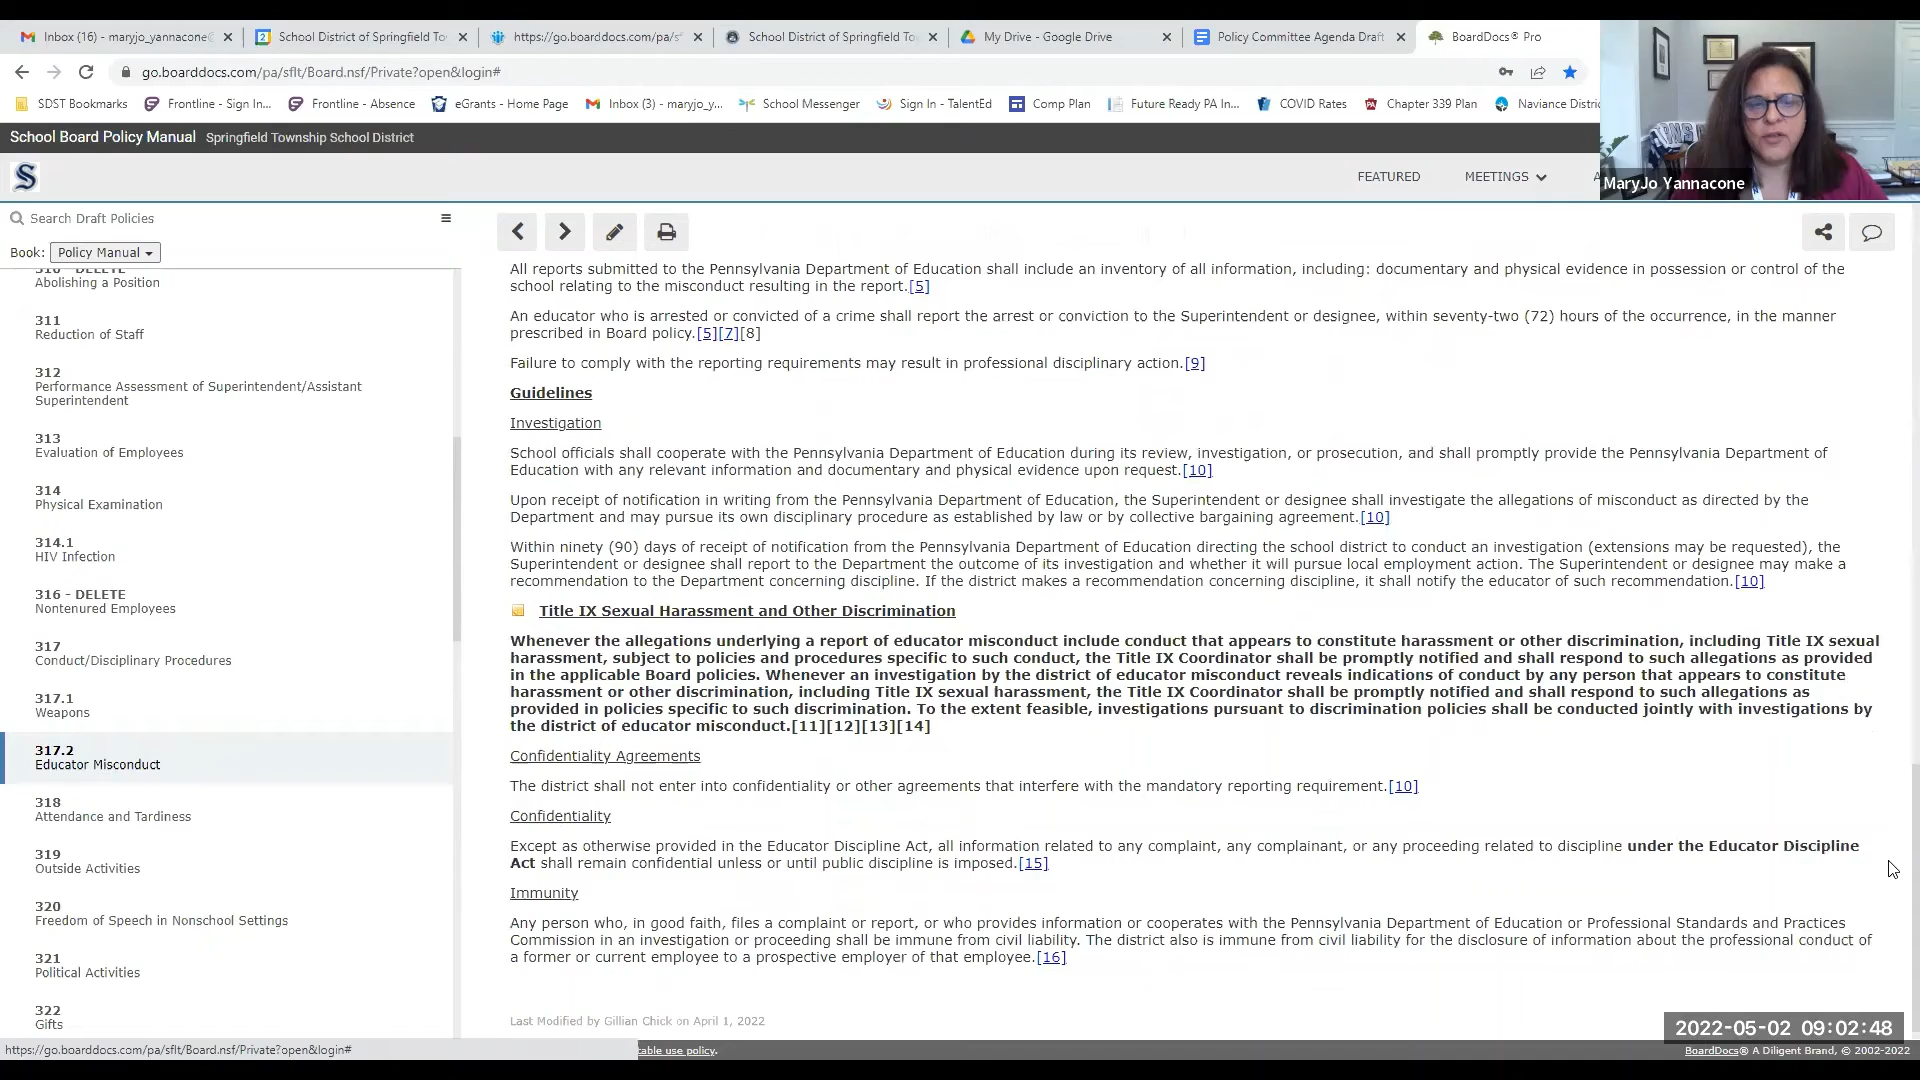 Inbox (16) - maryjo_yannacone@
School District of Springfield To
https://go.boarddocs.com/pa/sf
School District of Springfield To
My Drive - Google Drive
Policy Committee Agenda Draft
BoardDocs® Pro
go.boarddocs.com/pa/sflt/Board.nsf/Private?open&login#
SDST Bookmarks
Frontline - Sign In...
Frontline - Absence
eGrants - Home Page
Inbox (3) - maryjo_y...
School Messenger
Sign In - TalentEd
Comp Plan
Future Ready PA In...
COVID Rates
Chapter 339 Plan
Naviance Distric
School Board Policy Manual Springfield Township School District
S
FEATURED
MEETINGS
MaryJo Yannacone
Search Draft Policies
Book: Policy Manual
310 - DELETE
Abolishing a Position
311
Reduction of Staff
312
Performance Assessment of Superintendent/Assistant
Superintendent
313
Evaluation of Employees
314
Physical Examination
314.1
HIV Infection
316 - DELETE
Nontenured Employees
317
Conduct/Disciplinary Procedures
317.1
Weapons
317.2
Educator Misconduct
318
Attendance and Tardiness
319
Outside Activities
320
Freedom of Speech in Nonschool Settings
321
Political Activities
322
Gifts
https://go.boarddocs.com/pa/sflt/Board.nsf/Private?open&login#
All reports submitted to the Pennsylvania Department of Education shall include an inventory of all information, including: documentary and physical evidence in possession or control of the
school relating to the misconduct resulting in the report.[5]
An educator who is arrested or convicted of a crime shall report the arrest or conviction to the Superintendent or designee, within seventy-two (72) hours of the occurrence, in the manner
prescribed in Board policy.[5][7][8]
Failure to comply with the reporting requirements may result in professional disciplinary action.[9]
Guidelines
Investigation
School officials shall cooperate with the Pennsylvania Department of Education during its review, investigation, or prosecution, and shall promptly provide the Pennsylvania Department of
Education with any relevant information and documentary and physical evidence upon request.[10]
Upon receipt of notification in writing from the Pennsylvania Department of Education, the Superintendent or designee shall investigate the allegations of misconduct as directed by the
Department and may pursue its own disciplinary procedure as established by law or by collective bargaining agreement.[10]
Within ninety (90) days of receipt of notification from the Pennsylvania Department of Education directing the school district to conduct an investigation (extensions may be requested), the
Superintendent or designee shall report to the Department the outcome of its investigation and whether it will pursue local employment action. The Superintendent or designee may make a
recommendation to the Department concerning discipline. If the district makes a recommendation concerning discipline, it shall notify the educator of such recommendation.[10]
Title IX Sexual Harassment and Other Discrimination
Whenever the allegations underlying a report of educator misconduct include conduct that appears to constitute harassment or other discrimination, including Title IX sexual
harassment, subject to policies and procedures specific to such conduct, the Title IX Coordinator shall be promptly notified and shall respond to such allegations as provided
in the applicable Board policies. Whenever an investigation by the district of educator misconduct reveals indications of conduct by any person that appears to constitute
harassment or other discrimination, including Title IX sexual harassment, the Title IX Coordinator shall be promptly notified and shall respond to such allegations as
provided in policies specific to such discrimination. To the extent feasible, investigations pursuant to discrimination policies shall be conducted jointly with investigations by
the district of educator misconduct.[11][12][13][14]
Confidentiality Agreements
The district shall not enter into confidentiality or other agreements that interfere with the mandatory reporting requirement.[10]
Confidentiality
Except as otherwise provided in the Educator Discipline Act, all information related to any complaint, any complainant, or any proceeding related to discipline under the Educator Discipline
Act shall remain confidential unless or until public discipline is imposed.[15]
Immunity
Any person who, in good faith, files a complaint or report, or who provides information or cooperates with the Pennsylvania Department of Education or Professional Standards and Practices
Commission in an investigation or proceeding shall be immune from civil liability. The district also is immune from civil liability for the disclosure of information about the professional conduct of
a former or current employee to a prospective employer of that employee.[16]
Last Modified by Gillian Chick on April 1, 2022
2022-05-02 09:02:48
table use policy.
BoardDocs® A Diligent Brand, © 2002-2022